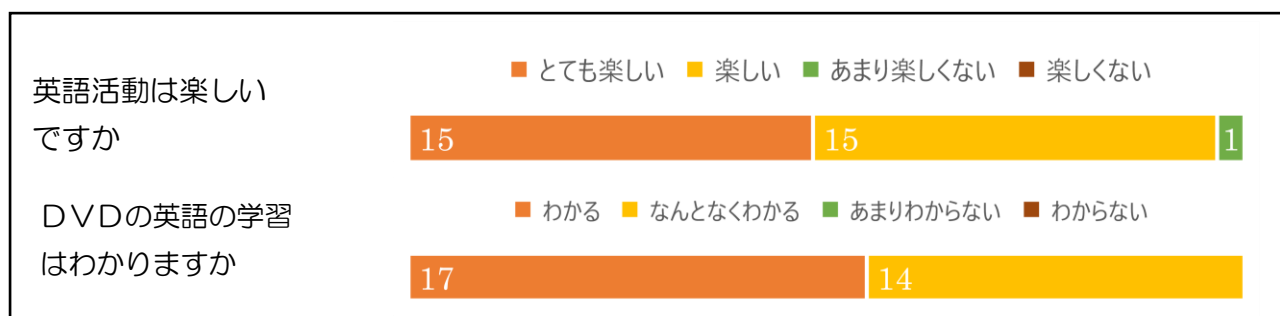 英語活動は楽しい
ですか
とても楽しい 楽しい あまり楽しくない 楽しくない
15 15 1
DVDの英語の学習
はわかりますか
わかる なんとなくわかる あまりわからない わからない
17 14